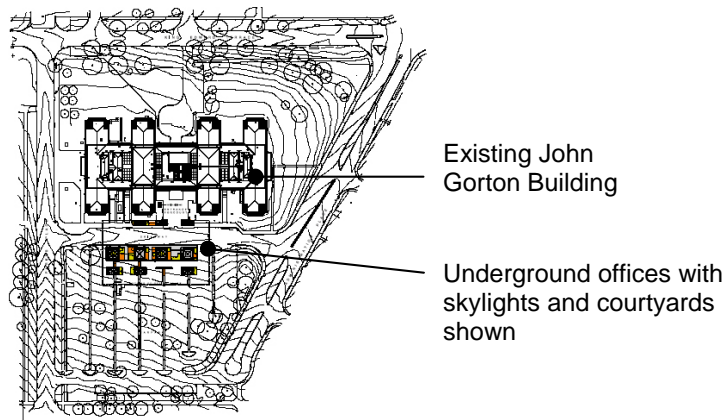 Existing John
Gorton Building
Underground offices with
skylights and courtyards
shown